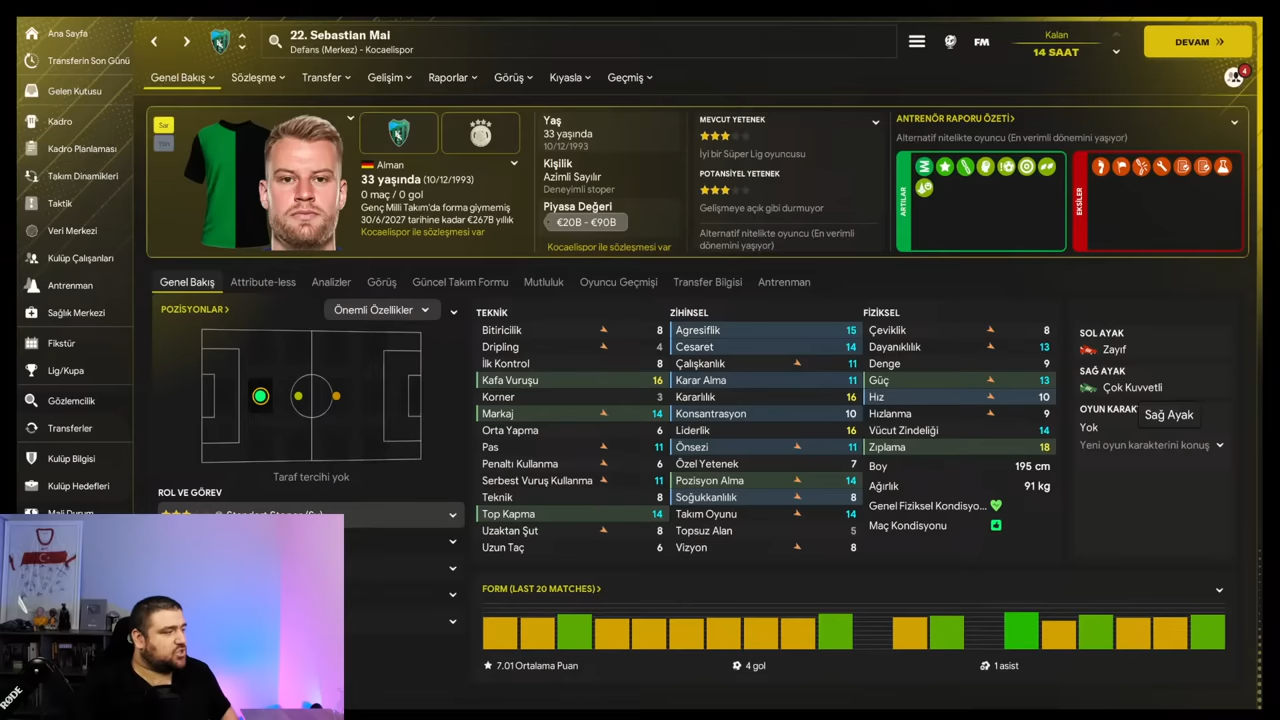 Ana Sayfa
Transferin Son Günü
Gelen Kutusu
Kadro
Kadro Planlaması
Takım Dinamikleri
Taktik
Veri Merkezi
Kulüp Çalışanları
Antrenman
Sağlık Merkezi
Fikstür
Lig/Kupa
Gözlemcilik
Transferler
Kulüp Bilgisi
Kulüp Hedefleri
22. Sebastian Mai
Defans (Merkez) - Kocaelispor
FM
Kalan
14 SAAT
DEVAM
4
Genel Bakış
Sözleşme
Transfer
Gelişim
Raporlar
Görüş
Kıyasla
Geçmiş
Sar
Alman
33 yaşında (10/12/1993)
0 maç / 0 gol
Genç Milli Takım'da forma giymemiş
30/6/2027 tarihine kadar €267B yıllık
Kocaelispor ile sözleşmesi var
Yaş
33 yaşında
10/12/1993
Kişilik
Azimli Sayılır
Deneyimli stoper
Piyasa Değeri
€20B - €90B
Kocaelispor ile sözleşmesi var
MEVCUT YETENEK
İyi bir Süper Lig oyuncusu
POTANSİYEL YETENEK
Gelişmeye açık gibi durmuyor
Alternatif nitelikte oyuncu (En verimli
dönemini yaşıyor)
ANTRENÖR RAPORU ÖZETİ>
Alternatif nitelikte oyuncu (En verimli dönemini yaşıyor)
ARTILAR
EKSİLER
Genel Bakış
Attribute-less
Analizler
Görüş
Güncel Takım Formu
Mutluluk
Oyuncu Geçmişi
Transfer Bilgisi
Antrenman
POZİSYONLAR>
Önemli Özellikler
Taraf tercihi yok
ROL VE GÖREV
TEKNİK
Bitiricilik 8
Dripling 4
İlk Kontrol 8
Kafa Vuruşu 16
Korner 3
Markaj 14
Orta Yapma 6
Pas 11
Penaltı Kullanma 6
Serbest Vuruş Kullanma 11
Teknik 8
Top Kapma 14
Uzaktan Şut 8
Uzun Taç 6
ZİHİNSEL
Agresiflik 15
Cesaret 14
Çalışkanlık 11
Karar Alma 11
Kararlılık 16
Konsantrasyon 10
Liderlik 16
Önsezi 11
Özel Yetenek 7
Pozisyon Alma 14
Soğukkanlılık 8
Takım Oyunu 14
Topsuz Alan 5
Vizyon 8
FİZİKSEL
Çeviklik 8
Dayanıklılık 13
Denge 9
Güç 13
Hız 10
Hızlanma 9
Vücut Zindeliği 14
Zıplama 18
Boy 195 cm
Ağırlık 91 kg
Genel Fiziksel Kondisyo...
Maç Kondisyonu
SOL AYAK
Zayıf
SAĞ AYAK
Çok Kuvvetli
OYUN KARAK
Sağ Ayak
Yok
Yeni oyun karakterini konuş
FORM (LAST 20 MATCHES)>
7.01 Ortalama Puan
4 gol
1 asist
RØDE